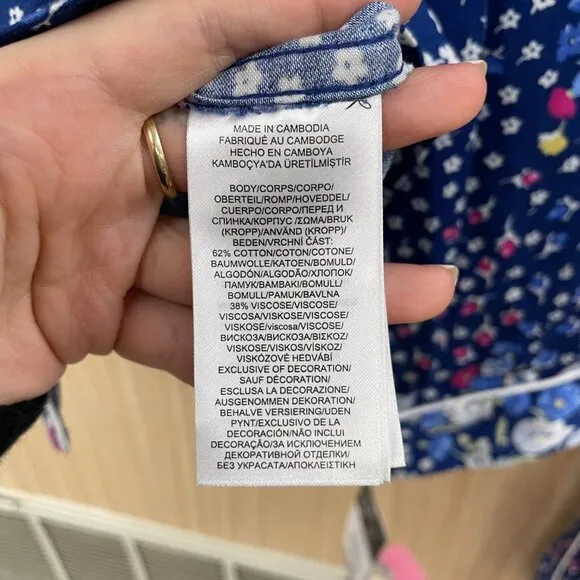 MADE IN CAMBODIA
FABRIQUÉ AU CAMBODGE
HECHO EN CAMBOYA
KAMBOÇYA'DA ÜRETİLMİŞTİR
BODY/CORPS/CORPO/
OBERTEIL/ROMP/HOVEDDEL/
CUERPO/CORPO/ПЕРЕД И
СПИНКА/KORPUS /ΣΩΜΑ/BRUK
(KROPP)/ANVÄND (KROPP)/
BEDEN/VRCHNÍ ČÁST:
62% COTTON/COTON/COTONE/
BAUMWOLLE/KATOEN/BOMULD/
ALGODÓN/ALGODÃO/ХЛОПОК/
ПАМУК/BAMBAKI/BOMULL/
BOMULL/PAMUK/BAVLNA
38% VISCOSE/VISCOSE/
VISCOSA/VISKOSE/VISCOSE/
VISKOSE/viscosa/VISCOSE/
ВИСКОЗА/ВИСКОЗА/ΒΙΣΚΟΖ/
VISKOSE/VISKOS/VİSKOZ/
VISKÓZOVÉ HEDVÁBÍ
EXCLUSIVE OF DECORATION/
SAUF DÉCORATION/
ESCLUSA LA DECORAZIONE/
AUSGENOMMEN DEKORATION/
BEHALVE VERSIERING/UDEN
PYNT/EXCLUSIVO DE LA
DECORACIÓN/NÃO INCLUI
DECORAÇÃO/ЗА ИСКЛЮЧЕНИЕМ
ДЕКОРАТИВНОЙ ОТДЕЛКИ/
БЕЗ УКРАСАТА/ΑΠΟΚΛΕΙΣΤΙΚΗ